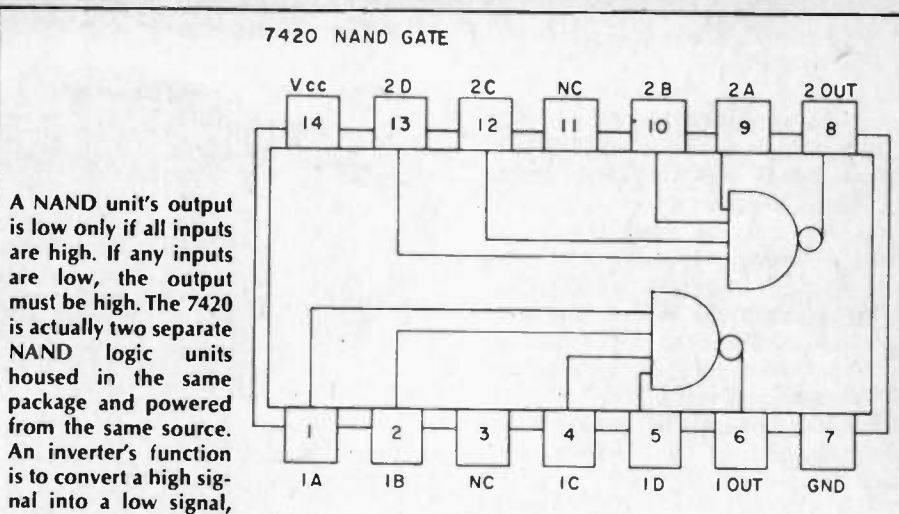 7420 NAND GATE
Vcc 2D 2C NC 2B 2A 2 OUT
14 13 12 11 10 9 8
A NAND unit's output
is low only if all inputs
are high. If any inputs
are low, the output
must be high. The 7420
is actually two separate
NAND logic units
housed in the same
package and powered
from the same source.
An inverter's function
is to convert a high sig-
nal into a low signal,
1 2 3 4 5 6 7
1A 1B NC 1C 1D 1 OUT GND